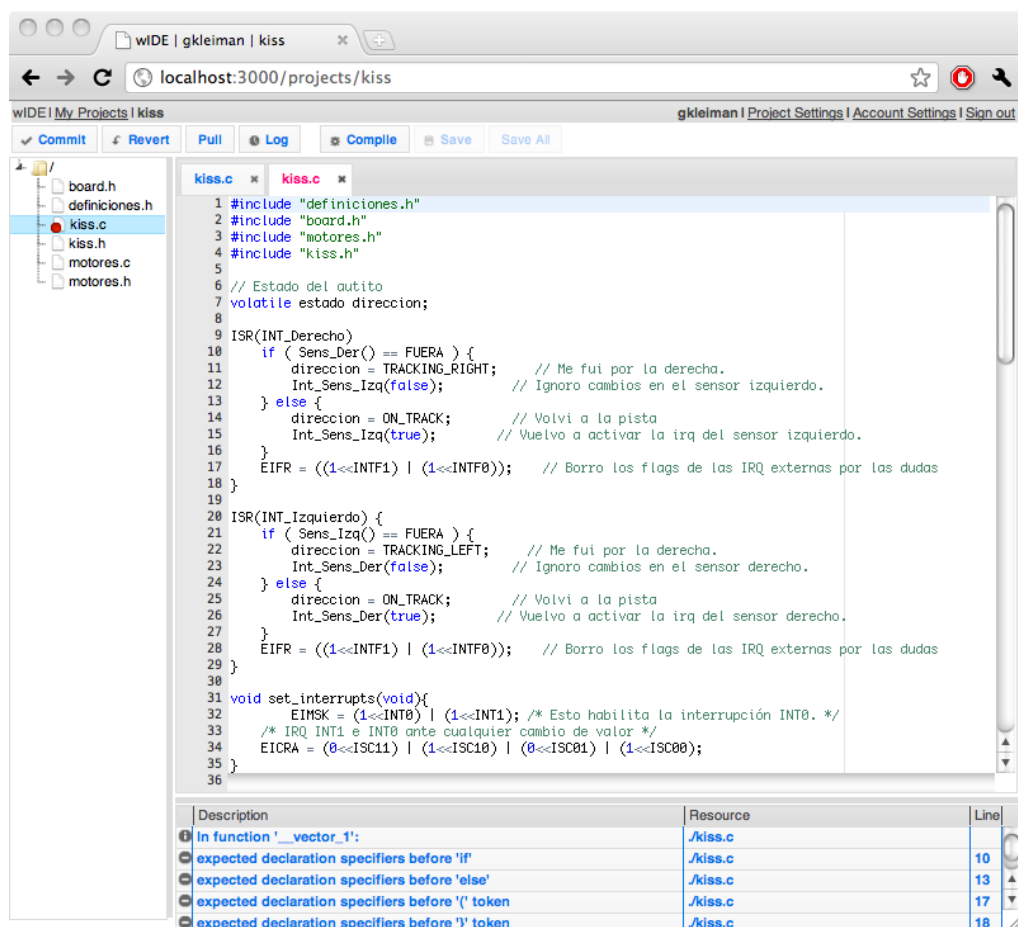 wIDE | gkleiman | kiss
localhost:3000/projects/kiss
wIDE | My Projects | kiss
gkleiman | Project Settings | Account Settings | Sign out
Commit Revert Pull Log Compile Save Save All
/
board.h
definiciones.h
kiss.c
kiss.h
motores.c
motores.h
kiss.c kiss.c
1 #include "definiciones.h"
2 #include "board.h"
3 #include "motores.h"
4 #include "kiss.h"
5
6 // Estado del autito
7 volatile estado direccion;
8
9 ISR(INT_Derecho)
10 if ( Sens_Der() == FUERA ) {
11 direccion = TRACKING_RIGHT; // Me fui por la derecha.
12 Int_Sens_Izq(false); // Ignoro cambios en el sensor izquierdo.
13 } else {
14 direccion = ON_TRACK; // Volvi a la pista
15 Int_Sens_Izq(true); // Vuelvo a activar la irq del sensor izquierdo.
16 }
17 EIFR = ((1<<INTF1) | (1<<INTF0)); // Borro los flags de las IRQ externas por las dudas
18 }
19
20 ISR(INT_Izquierdo) {
21 if ( Sens_Izq() == FUERA ) {
22 direccion = TRACKING_LEFT; // Me fui por la derecha.
23 Int_Sens_Der(false); // Ignoro cambios en el sensor derecho.
24 } else {
25 direccion = ON_TRACK; // Volvi a la pista
26 Int_Sens_Der(true); // Vuelvo a activar la irq del sensor derecho.
27 }
28 EIFR = ((1<<INTF1) | (1<<INTF0)); // Borro los flags de las IRQ externas por las dudas
29 }
30
31 void set_interrupts(void){
32 EIMSK = (1<<INT0) | (1<<INT1); /* Esto habilita la interrupción INT0. */
33 /* IRQ INT1 e INT0 ante cualquier cambio de valor */
34 EICRA = (0<<ISC11) | (1<<ISC10) | (0<<ISC01) | (1<<ISC00);
35 }
36
Description Resource Line
In function '__vector_1': ./kiss.c
expected declaration specifiers before 'if' ./kiss.c 10
expected declaration specifiers before 'else' ./kiss.c 13
expected declaration specifiers before '(' token ./kiss.c 17
expected declaration specifiers before '}' token ./kiss.c 18